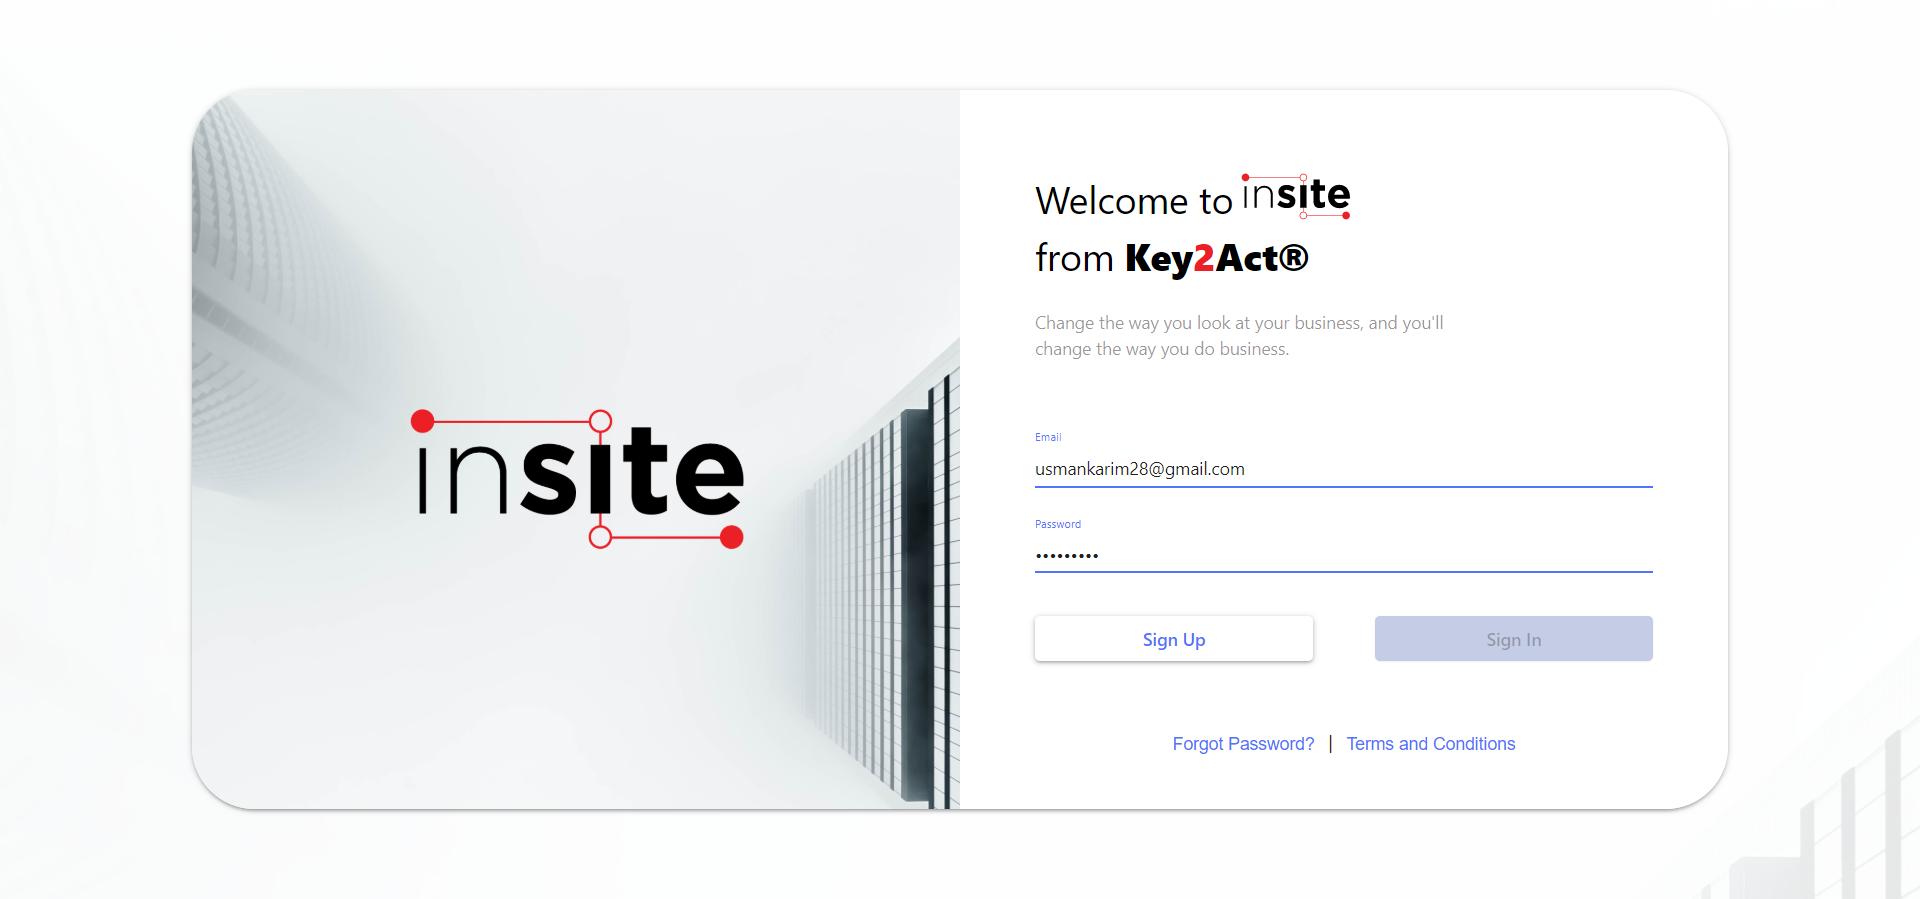 insite
Welcome to insite
from Key2Act®
Change the way you look at your business, and you'll
change the way you do business.
Email
usmankarim28@gmail.com
Password
•••••••••
Sign Up
Sign In
Forgot Password? | Terms and Conditions